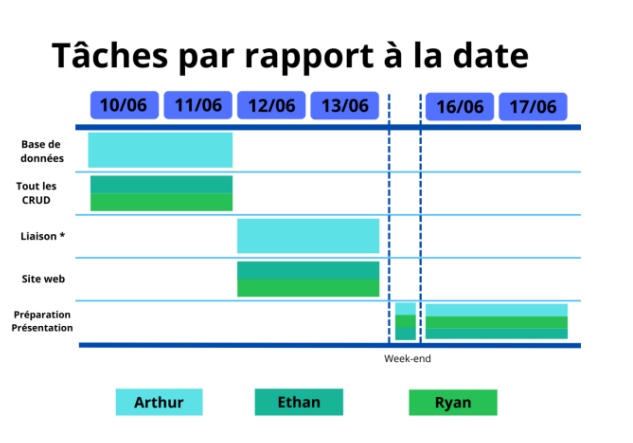 Tâches par rapport à la date
10/06 11/06 12/06 13/06 16/06 17/06
Base de
données
Tout les
CRUD
Liaison *
Site web
Préparation
Présentation
Week-end
Arthur Ethan Ryan